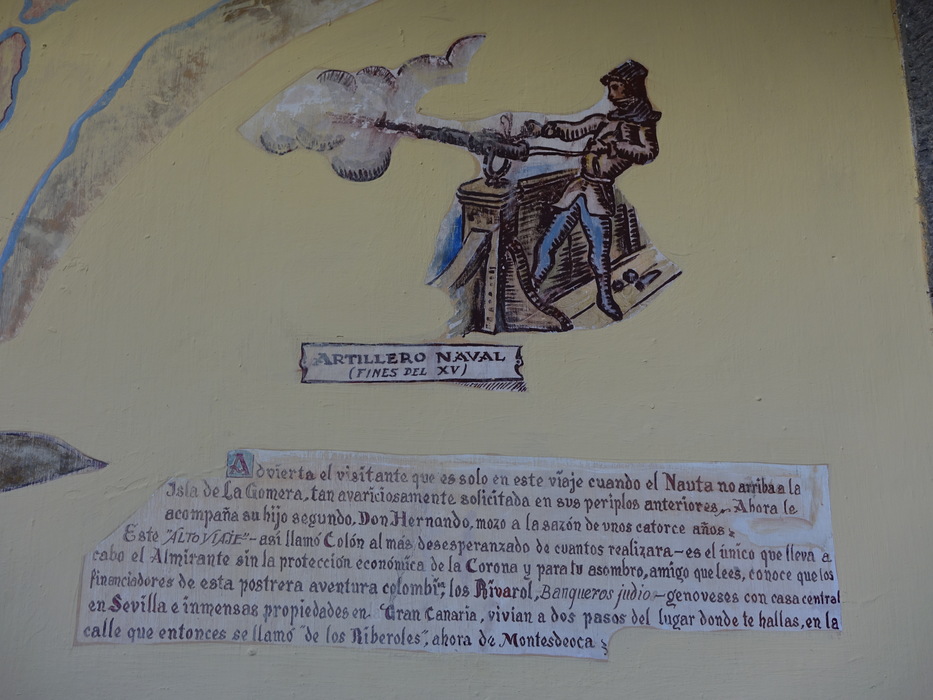 ARTILLERO NAVAL
(FINES DEL XV)
Advierta el visitante que es solo en este viaje cuando el Nauta no arriba a la
Isla de La Gomera, tan avariciosamente solicitada en sus periplos anteriores. Ahora le
acompaña su hijo segundo, Don Hernando, mozo a la sazón de unos catorce años.
Este "ALTO VIAJE" - así llamó Colón al más desesperanzado de cuantos realizara - es el único que lleva a
cabo el Almirante sin la protección económica de la Corona y para tu asombro, amigo que lees, conoce que los
financiadores de esta postrera aventura colombi, los Rivarol, Banqueros judio - genoveses con casa central
en Sevilla e inmensas propiedades en Gran Canaria, vivian a dos pasos del lugar donde te hallas, en la
calle que entonces se llamó "de los Riberoles", ahora de Montesdeoca